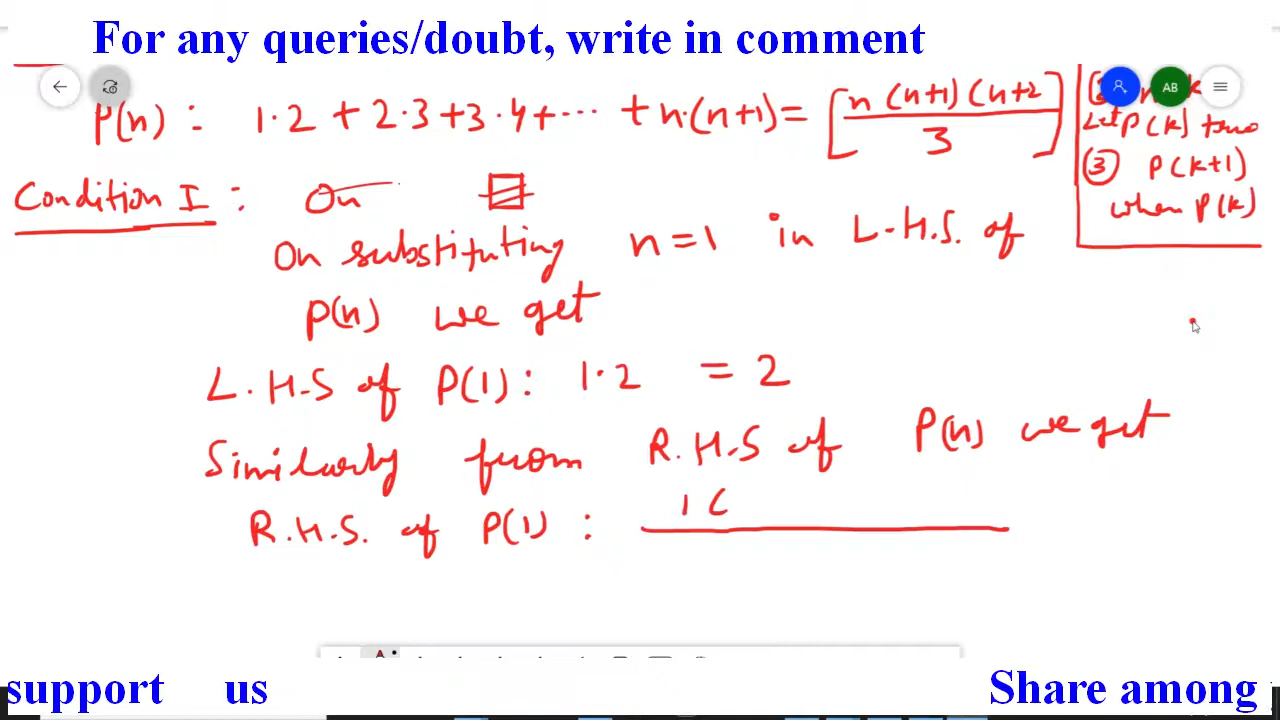 For any queries/doubt, write in comment
AB
P(n) : 1·2 + 2·3 + 3·4 + ··· + n·(n+1) = [n (n+1) (n+2) / 3]
Let P(k) true
③ P(k+1)
when P(k)
Condition I : On
On substituting n=1 in L.H.S. of
P(n) we get
L.H.S of P(1) : 1·2 = 2
Similarly from R.H.S of P(n) we get
R.H.S. of P(1) : 1 (
support us
Share among